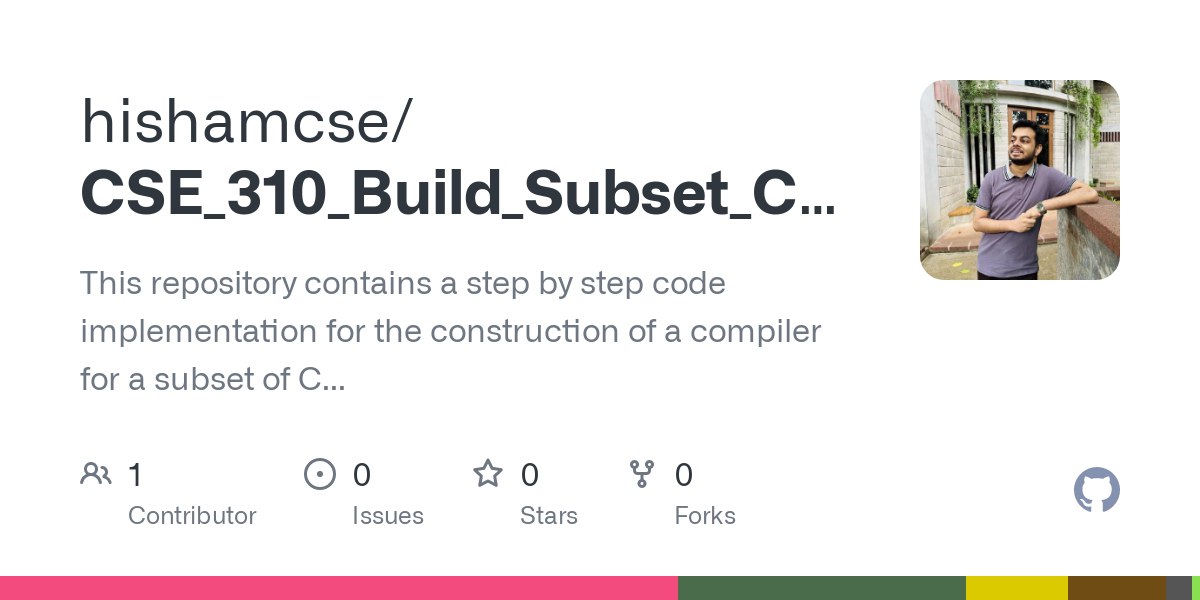 hishamcse/
CSE_310_Build_Subset_C...
This repository contains a step by step code
implementation for the construction of a compiler
for a subset of C...
1
Contributor
0
Issues
0
Stars
0
Forks